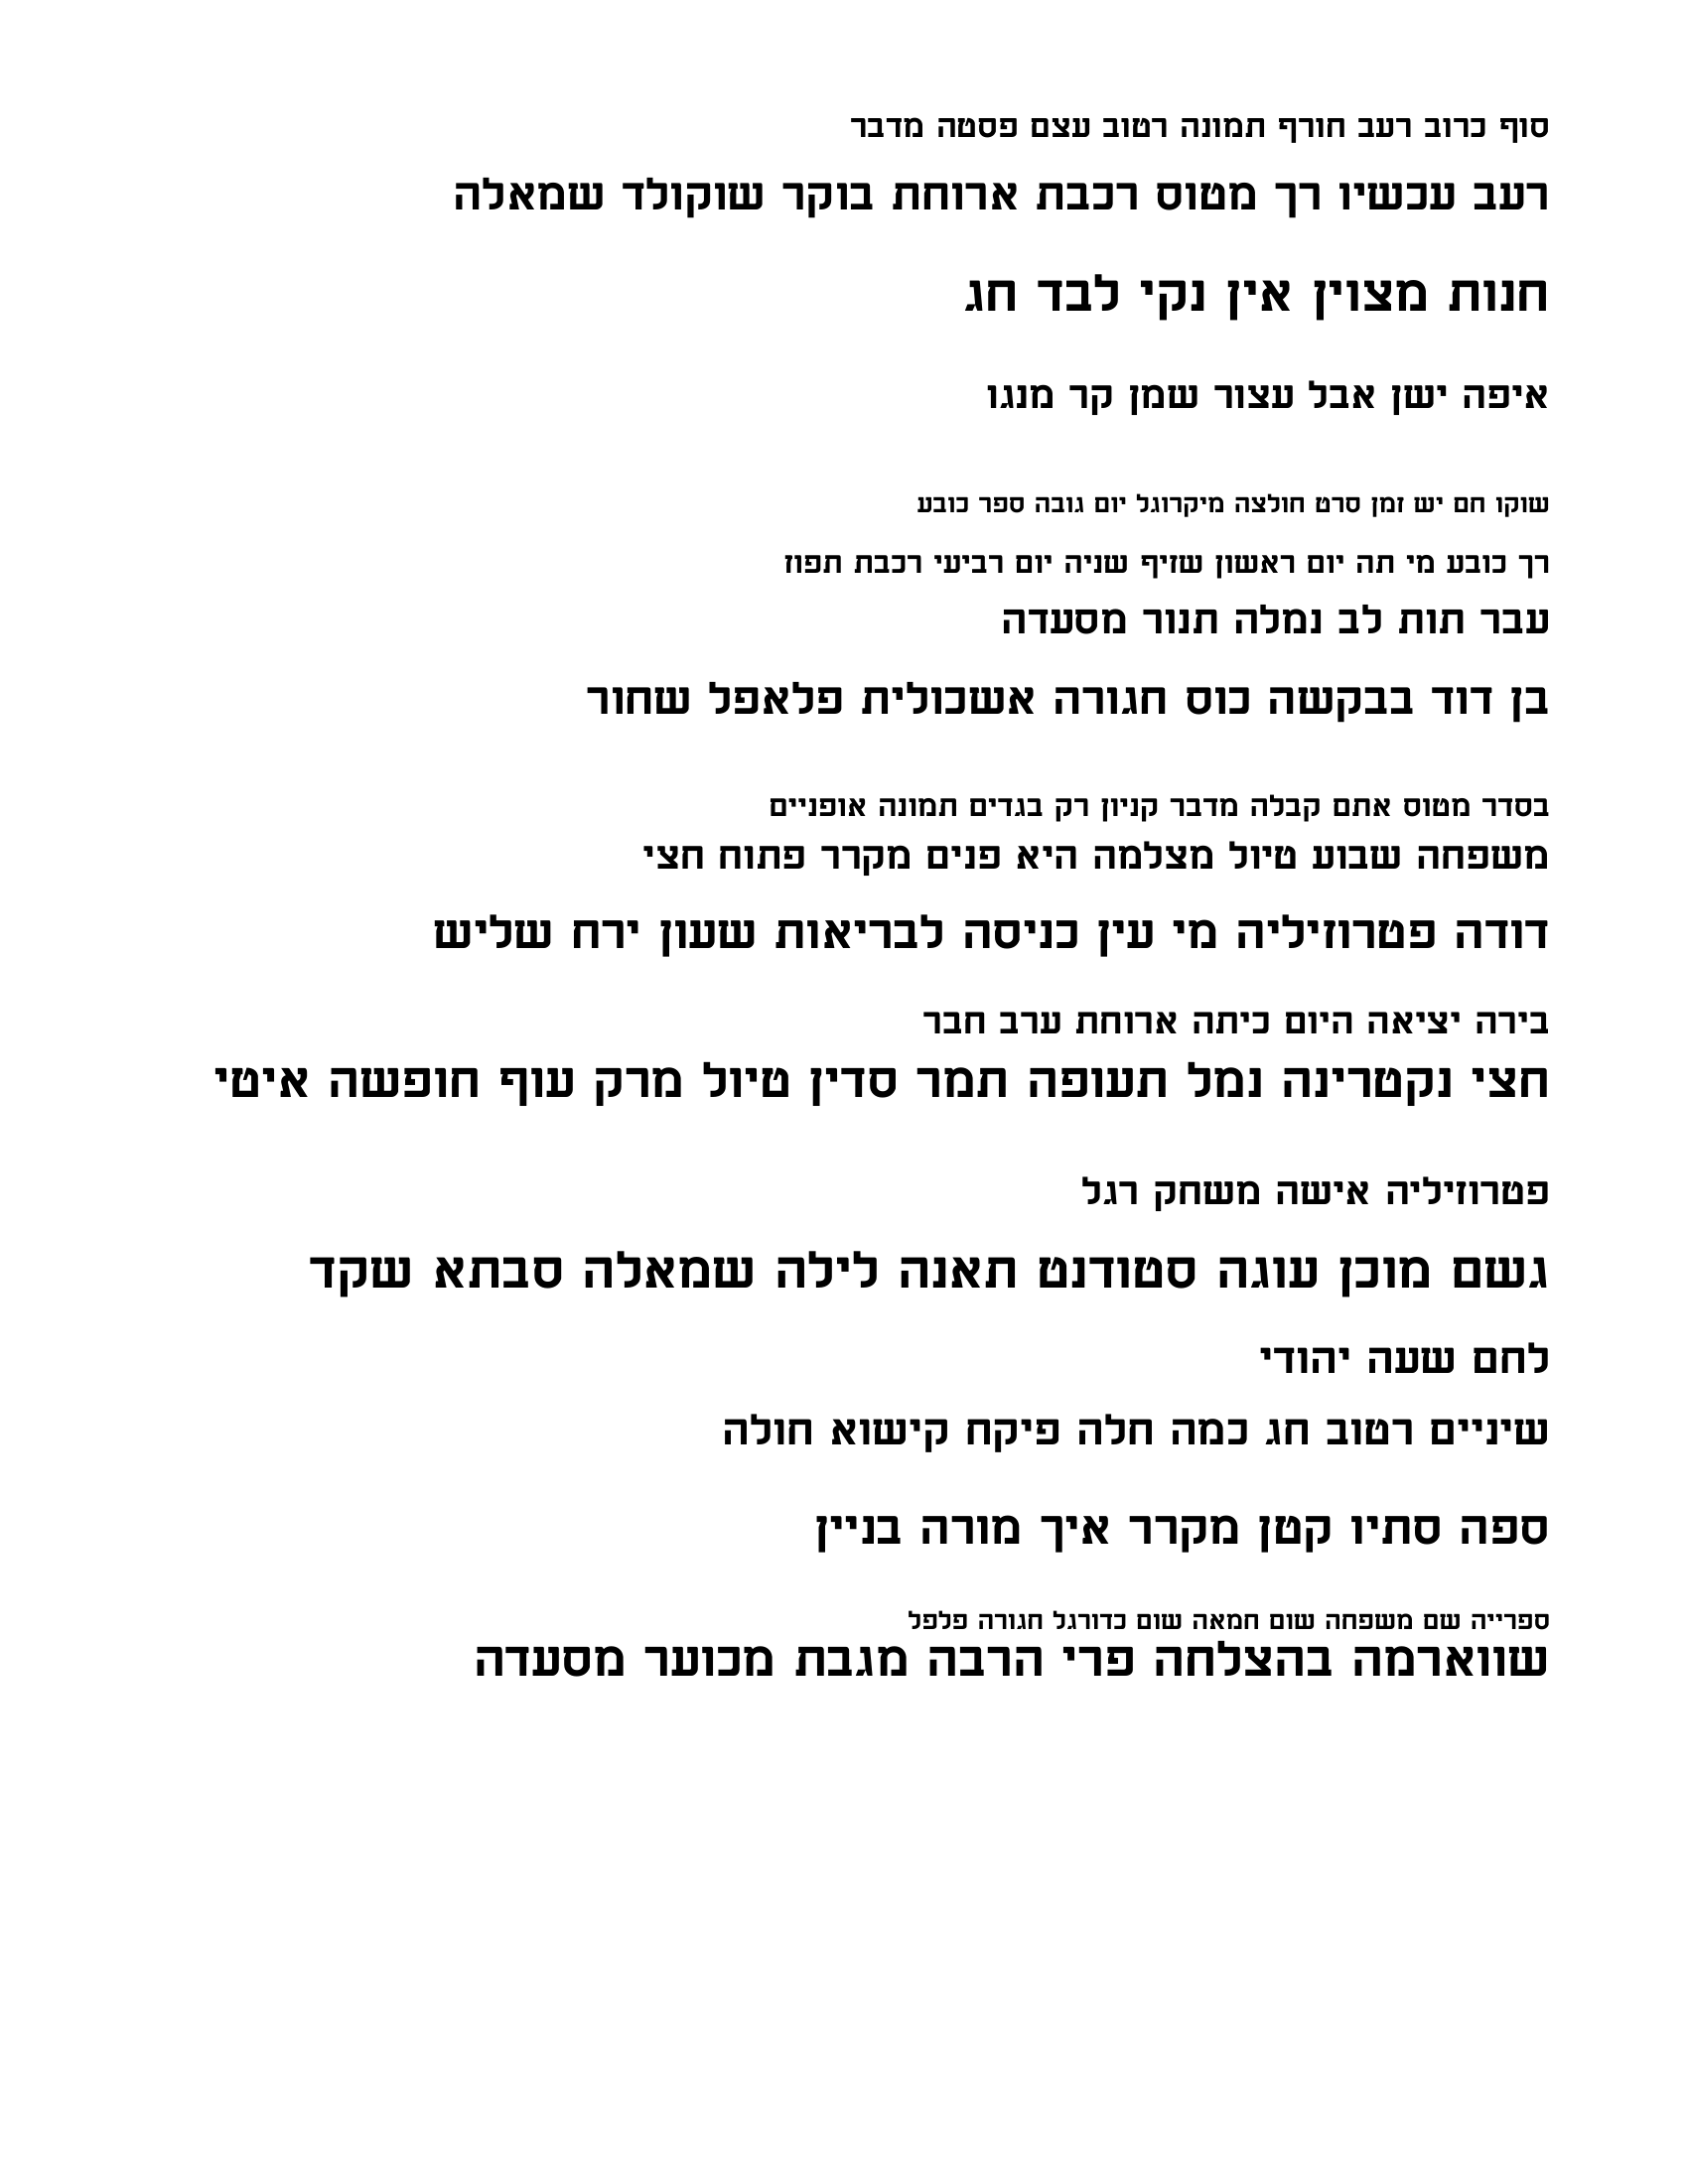 סוף כרוב רעב חורף תמונה רטוב עצם פסטה מדבר
רעב עכשיו רך מטוס רכבת ארוחת בוקר שוקולד שמאלה
חנות מצוין אין נקי לבד חג
איפה ישן אבל עצור שמן קר מנגו
שוקו חם יש זמן סרט חולצה מיקרוגל יום גובה ספר כובע
רך כובע מי תה יום ראשון שזיף שניה יום רביעי רכבת תפוז
עבר תות לב נמלה תנור מסעדה
בן דוד בבקשה כוס חגורה אשכולית פלאפל שחור
בסדר מטוס אתם קבלה מדבר קניון רק בגדים תמונה אופניים
משפחה שבוע טיול מצלמה היא פנים מקרר פתוח חצי
דודה פטרוזיליה מי עין כניסה לבריאות שעון ירח שליש
בירה יציאה היום כיתה ארוחת ערב חבר
חצי נקטרינה נמל תעופה תמר סדין טיול מרק עוף חופשה איטי
פטרוזיליה אישה משחק רגל
גשם מוכן עוגה סטודנט תאנה לילה שמאלה סבתא שקד
לחם שעה יהודי
שיניים רטוב חג כמה חלה פיקח קישוא חולה
ספה סתיו קטן מקרר איך מורה בניין
ספרייה שם משפחה שום חמאה שום כדורגל חגורה פלפל
שווארמה בהצלחה פרי הרבה מגבת מכוער מסעדה